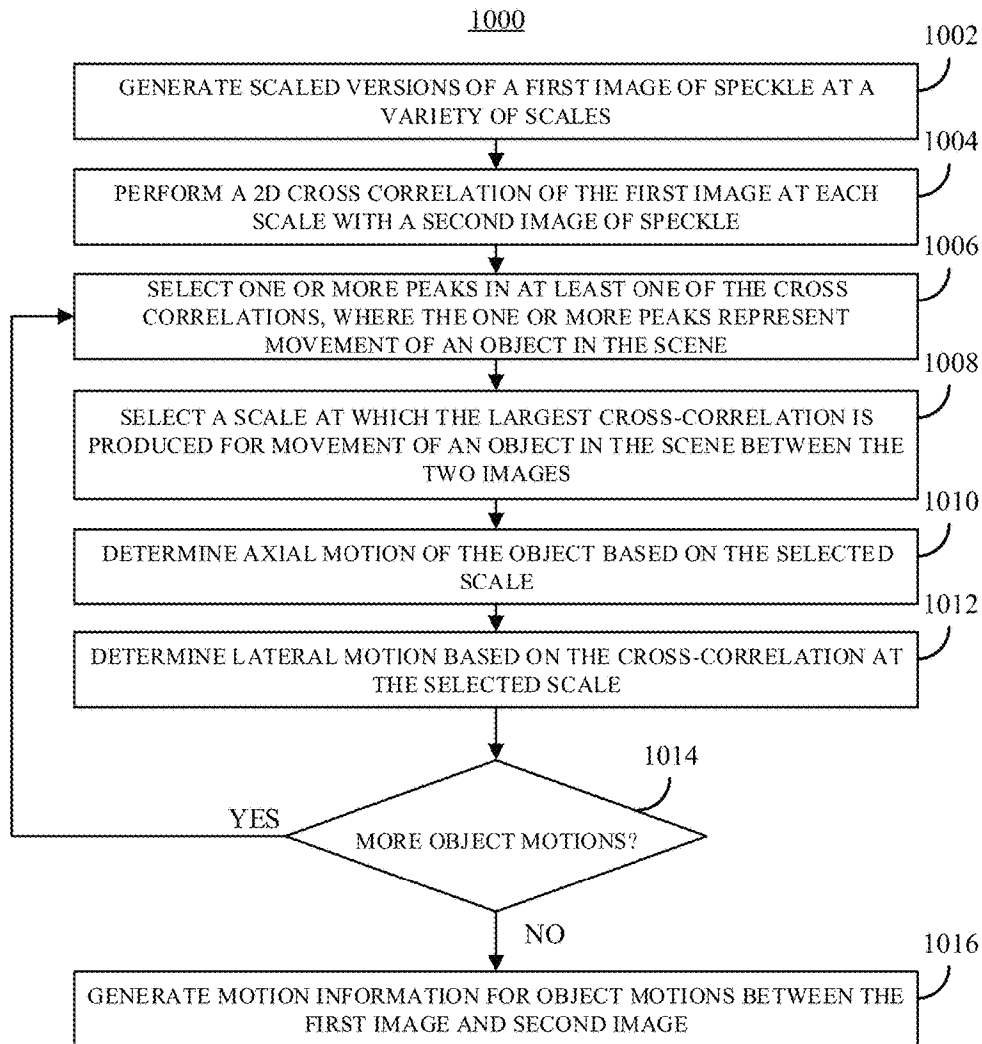 1000
1002
GENERATE SCALED VERSIONS OF A FIRST IMAGE OF SPECKLE AT A
VARIETY OF SCALES
1004
PERFORM A 2D CROSS CORRELATION OF THE FIRST IMAGE AT EACH
SCALE WITH A SECOND IMAGE OF SPECKLE
1006
SELECT ONE OR MORE PEAKS IN AT LEAST ONE OF THE CROSS
CORRELATIONS, WHERE THE ONE OR MORE PEAKS REPRESENT
MOVEMENT OF AN OBJECT IN THE SCENE
1008
SELECT A SCALE AT WHICH THE LARGEST CROSS-CORRELATION IS
PRODUCED FOR MOVEMENT OF AN OBJECT IN THE SCENE BETWEEN THE
TWO IMAGES
1010
DETERMINE AXIAL MOTION OF THE OBJECT BASED ON THE SELECTED
SCALE
1012
DETERMINE LATERAL MOTION BASED ON THE CROSS-CORRELATION AT
THE SELECTED SCALE
1014
YES
MORE OBJECT MOTIONS?
NO
1016
GENERATE MOTION INFORMATION FOR OBJECT MOTIONS BETWEEN THE
FIRST IMAGE AND SECOND IMAGE